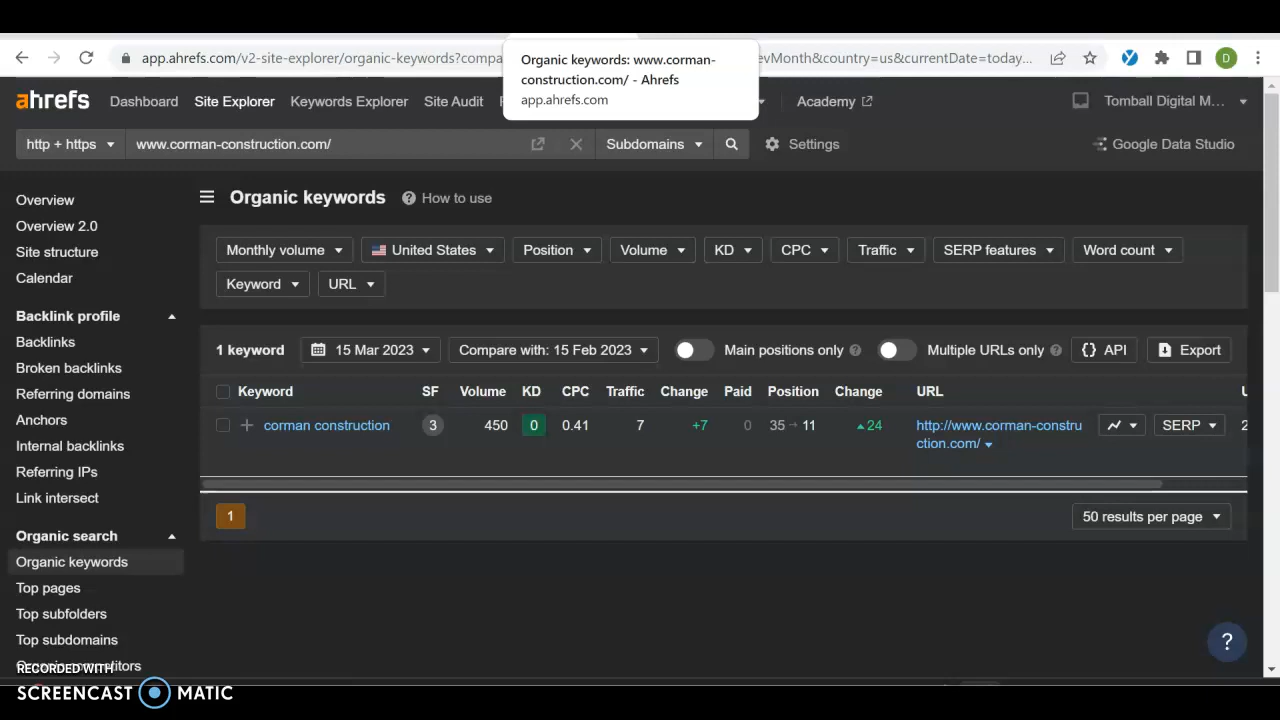 Organic keywords: www.corman-
construction.com/ - Ahrefs
app.ahrefs.com
app.ahrefs.com/v2-site-explorer/organic-keywords?compa
evMonth&country=us&currentDate=today...
D
ahrefs Dashboard Site Explorer Keywords Explorer Site Audit Academy Tomball Digital M...
http + https www.corman-construction.com/ Subdomains Settings Google Data Studio
Overview
Overview 2.0
Site structure
Calendar
Backlink profile
Backlinks
Broken backlinks
Referring domains
Anchors
Internal backlinks
Referring IPs
Link intersect
Organic search
Organic keywords
Top pages
Top subfolders
Top subdomains
Organic keywords ? How to use
Monthly volume United States Position Volume KD CPC Traffic SERP features Word count
Keyword URL
1 keyword 15 Mar 2023 Compare with: 15 Feb 2023 Main positions only ? Multiple URLs only ? {} API Export
Keyword SF Volume KD CPC Traffic Change Paid Position Change URL
corman construction 3 450 0 0.41 7 +7 0 35 → 11 ▲24 http://www.corman-constru SERP 2
ction.com/
1 50 results per page
?
RECORDED WITH
SCREENCAST MATIC